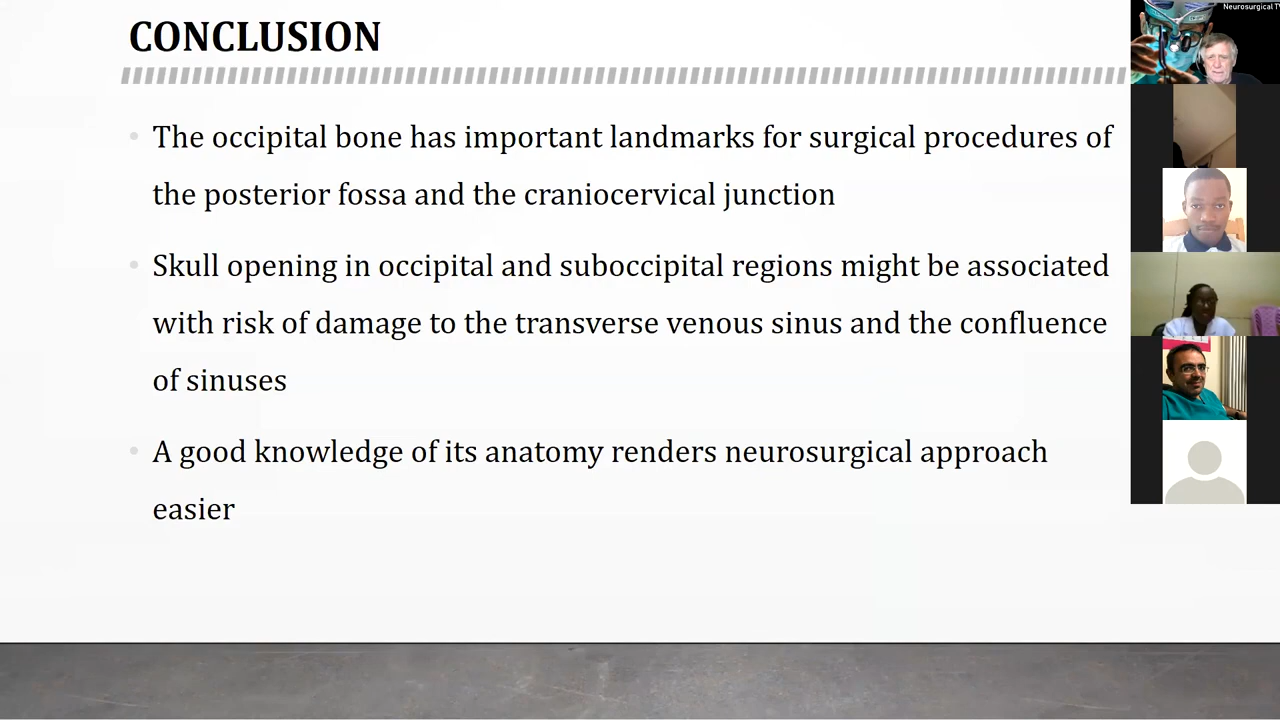 CONCLUSION
Neurosurgical TV
The occipital bone has important landmarks for surgical procedures of
the posterior fossa and the craniocervical junction
Skull opening in occipital and suboccipital regions might be associated
with risk of damage to the transverse venous sinus and the confluence
of sinuses
A good knowledge of its anatomy renders neurosurgical approach
easier